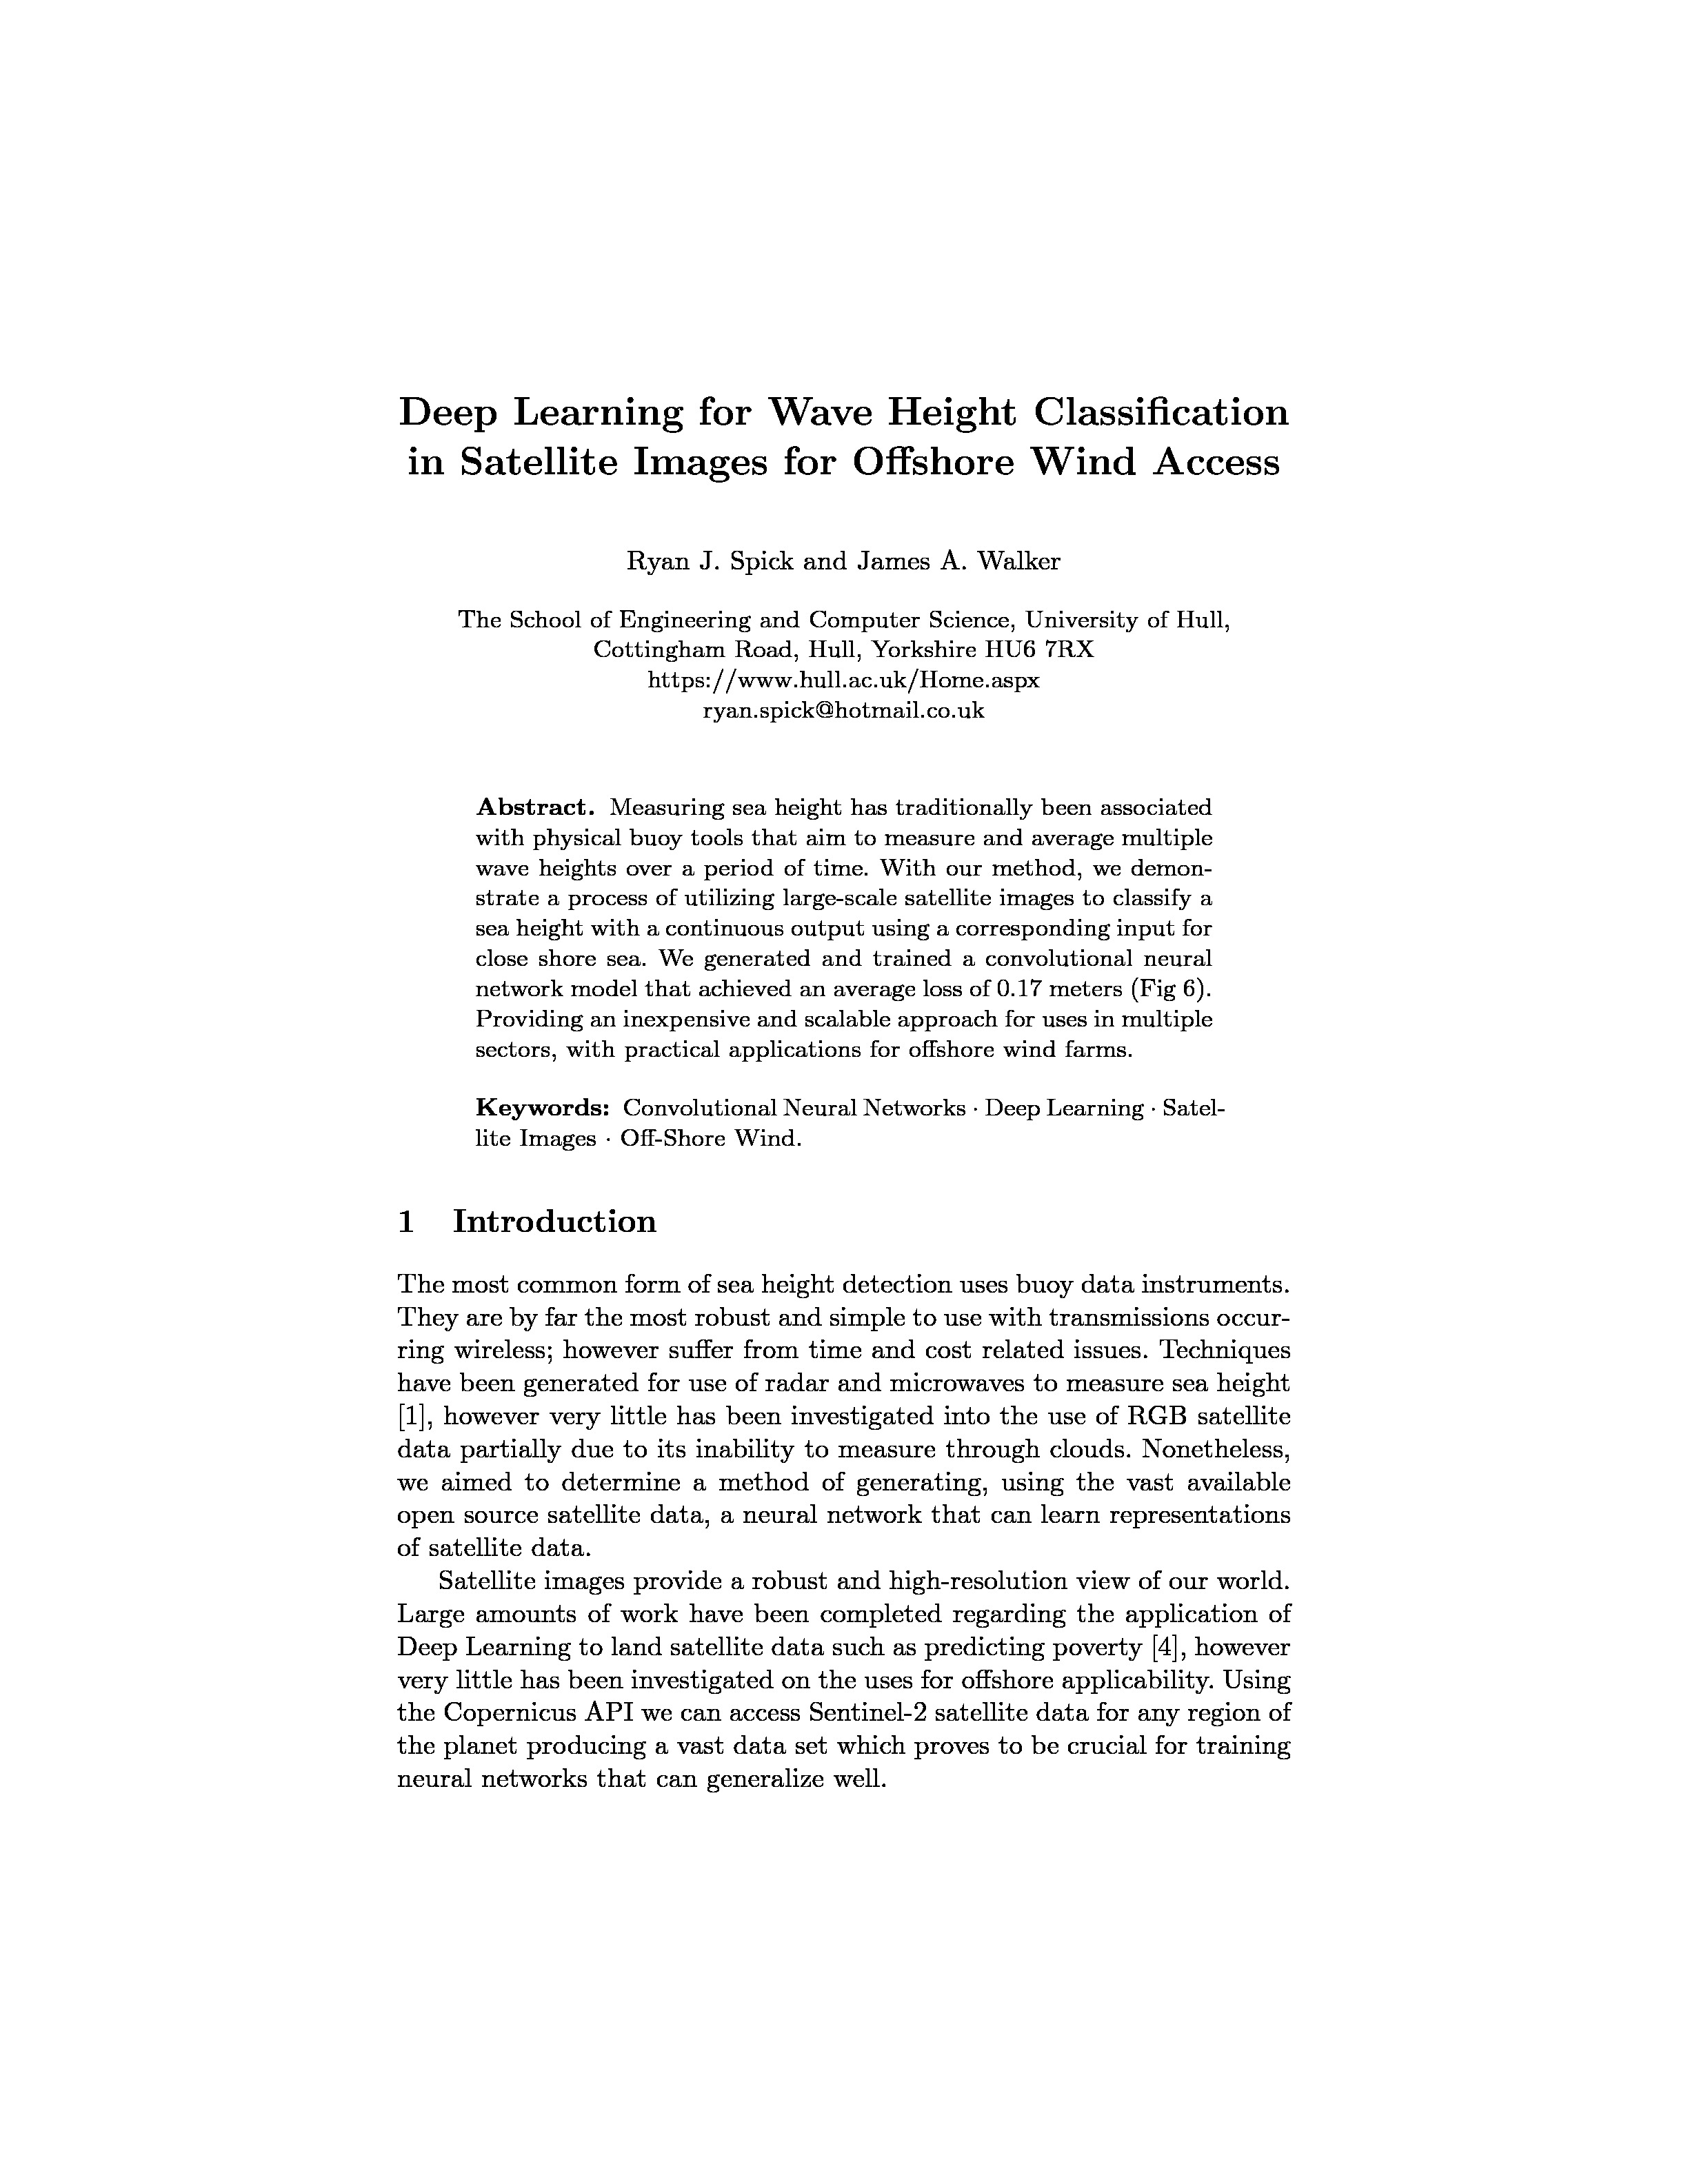 Deep Learning for Wave Height Classification
in Satellite Images for Offshore Wind Access
Ryan J. Spick and James A. Walker
The School of Engineering and Computer Science, University of Hull,
Cottingham Road, Hull, Yorkshire HU6 7RX
https://www.hull.ac.uk/Home.aspx
ryan.spick@hotmail.co.uk
Abstract. Measuring sea height has traditionally been associated
with physical buoy tools that aim to measure and average multiple
wave heights over a period of time. With our method, we demon-
strate a process of utilizing large-scale satellite images to classify a
sea height with a continuous output using a corresponding input for
close shore sea. We generated and trained a convolutional neural
network model that achieved an average loss of 0.17 meters (Fig 6).
Providing an inexpensive and scalable approach for uses in multiple
sectors, with practical applications for offshore wind farms.
Keywords: Convolutional Neural Networks · Deep Learning · Satel-
lite Images · Off-Shore Wind.
1 Introduction
The most common form of sea height detection uses buoy data instruments.
They are by far the most robust and simple to use with transmissions occur-
ring wireless; however suffer from time and cost related issues. Techniques
have been generated for use of radar and microwaves to measure sea height
[1], however very little has been investigated into the use of RGB satellite
data partially due to its inability to measure through clouds. Nonetheless,
we aimed to determine a method of generating, using the vast available
open source satellite data, a neural network that can learn representations
of satellite data.
Satellite images provide a robust and high-resolution view of our world.
Large amounts of work have been completed regarding the application of
Deep Learning to land satellite data such as predicting poverty [4], however
very little has been investigated on the uses for offshore applicability. Using
the Copernicus API we can access Sentinel-2 satellite data for any region of
the planet producing a vast data set which proves to be crucial for training
neural networks that can generalize well.